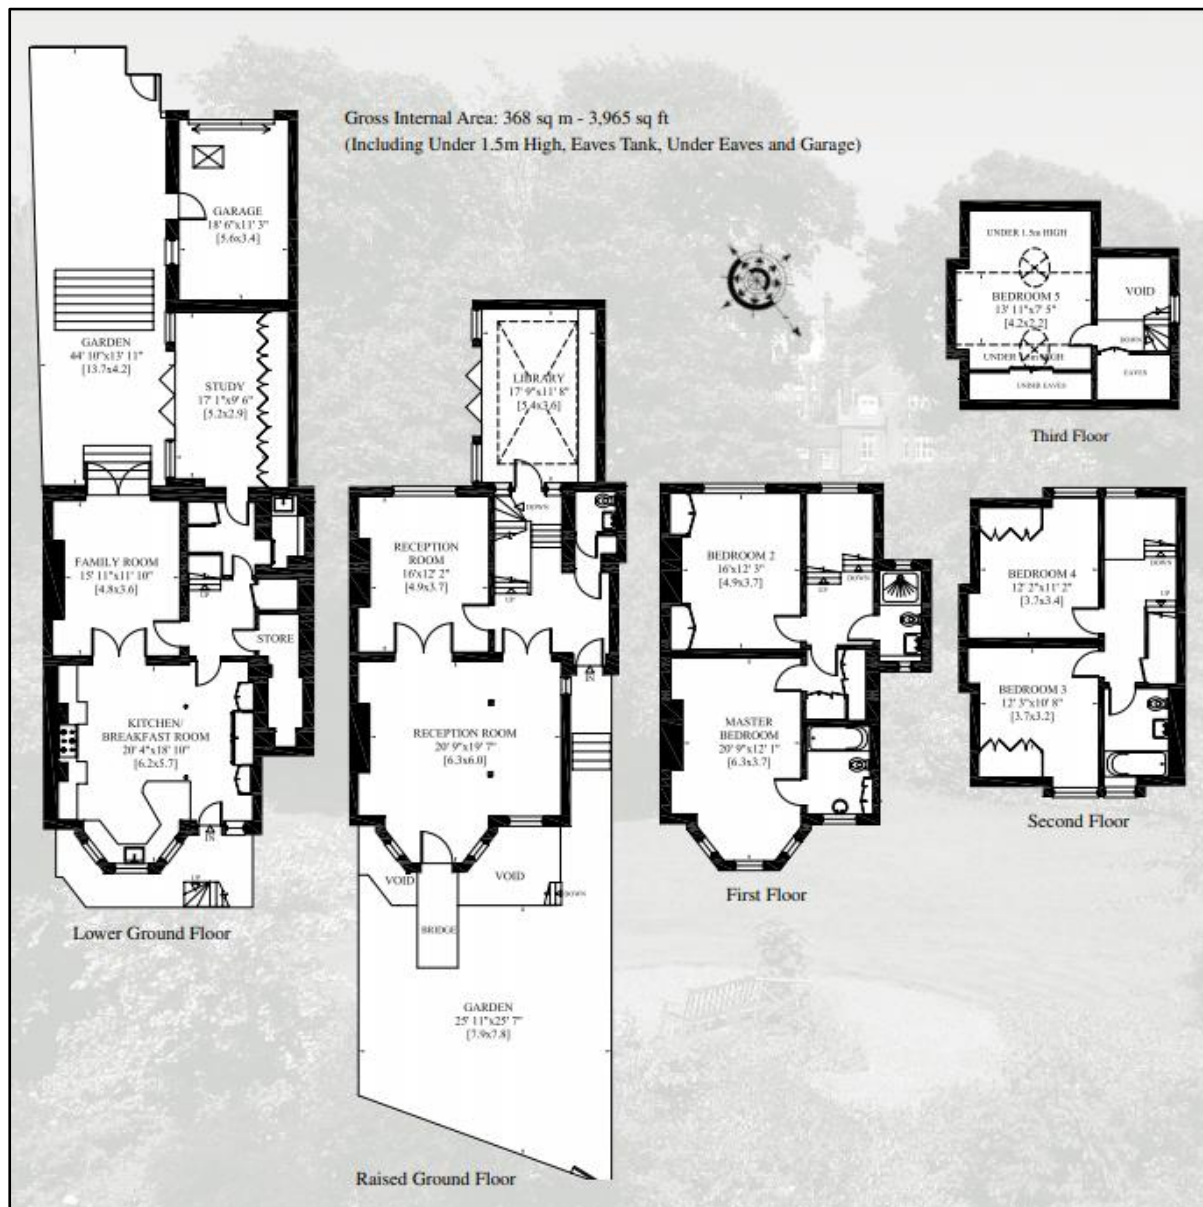 Gross Internal Area: 368 sq m - 3,965 sq ft
(Including Under 1.5m High, Eaves Tank, Under Eaves and Garage)
GARAGE
18' 6"x11' 3"
[5.6x3.4]
GARDEN
44' 10"x13' 11"
[13.7x4.2]
STUDY
17' 1"x9' 6"
[5.2x2.9]
FAMILY ROOM
15' 11"x11' 10"
[4.8x3.6]
UP
STORE
KITCHEN/
BREAKFAST ROOM
20' 4"x18' 10"
[6.2x5.7]
IN
UP
Lower Ground Floor
LIBRARY
17' 9"x11' 8"
[5.4x3.6]
DOWN
RECEPTION
ROOM
16'x12' 2"
[4.9x3.7]
UP
IN
RECEPTION ROOM
20' 9"x19' 7"
[6.3x6.0]
VOID
VOID
DOWN
BRIDGE
GARDEN
25' 11"x25' 7"
[7.9x7.8]
Raised Ground Floor
BEDROOM 2
16'x12' 3"
[4.9x3.7]
DOWN
UP
MASTER
BEDROOM
20' 9"x12' 1"
[6.3x3.7]
First Floor
BEDROOM 4
12' 2"x11' 2"
[3.7x3.4]
DOWN
UP
BEDROOM 3
12' 3"x10' 8"
[3.7x3.2]
Second Floor
UNDER 1.5m HIGH
VOID
BEDROOM 5
13' 11"x7' 5"
[4.2x2.2]
DOWN
UNDER 1.5m HIGH
EAVES
UNDER EAVES
Third Floor